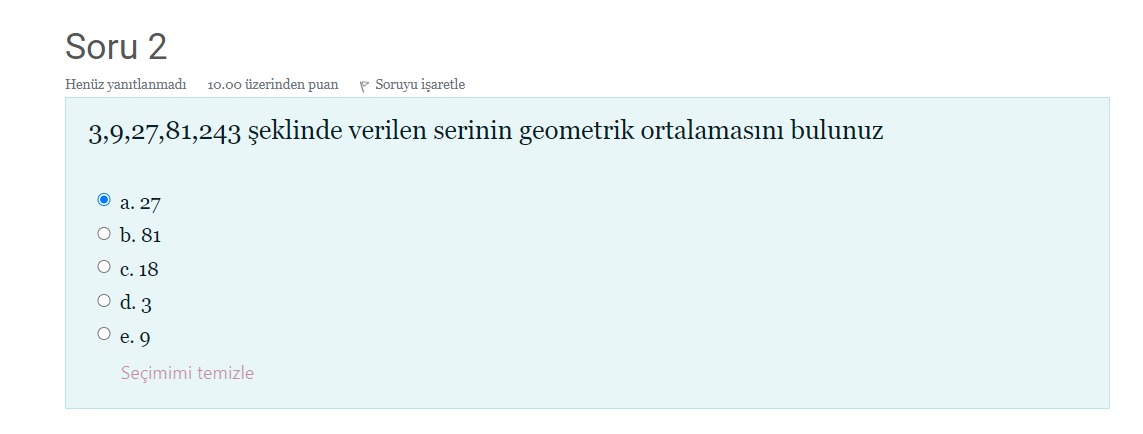 Soru 2
Henüz yanıtlanmadı 10.00 üzerinden puan Soruyu işaretle
3,9,27,81,243 şeklinde verilen serinin geometrik ortalamasını bulunuz
a. 27
b. 81
c. 18
d. 3
e. 9
Seçimimi temizle